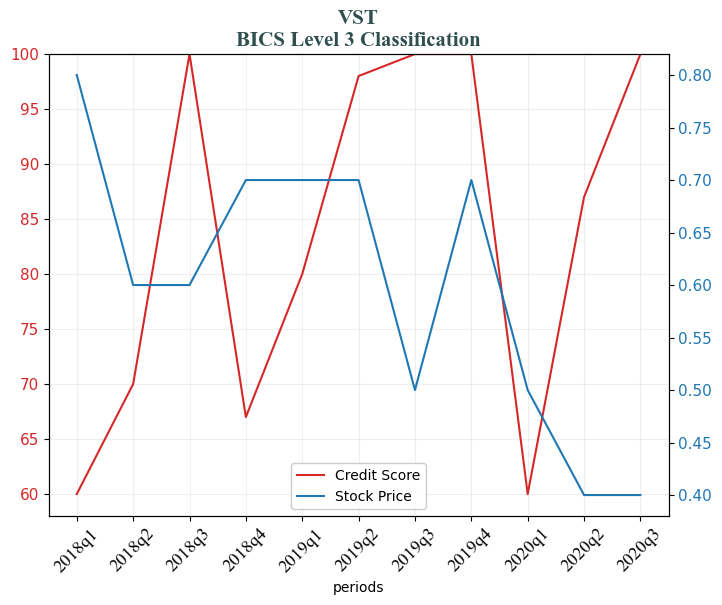 VST
BICS Level 3 Classification
100
95
90
85
80
75
70
65
60
0.80
0.75
0.70
0.65
0.60
0.55
0.50
0.45
0.40
Credit Score
Stock Price
2018q1
2018q2
2018q3
2018q4
2019q1
2019q2
2019q3
2019q4
2020q1
2020q2
2020q3
periods